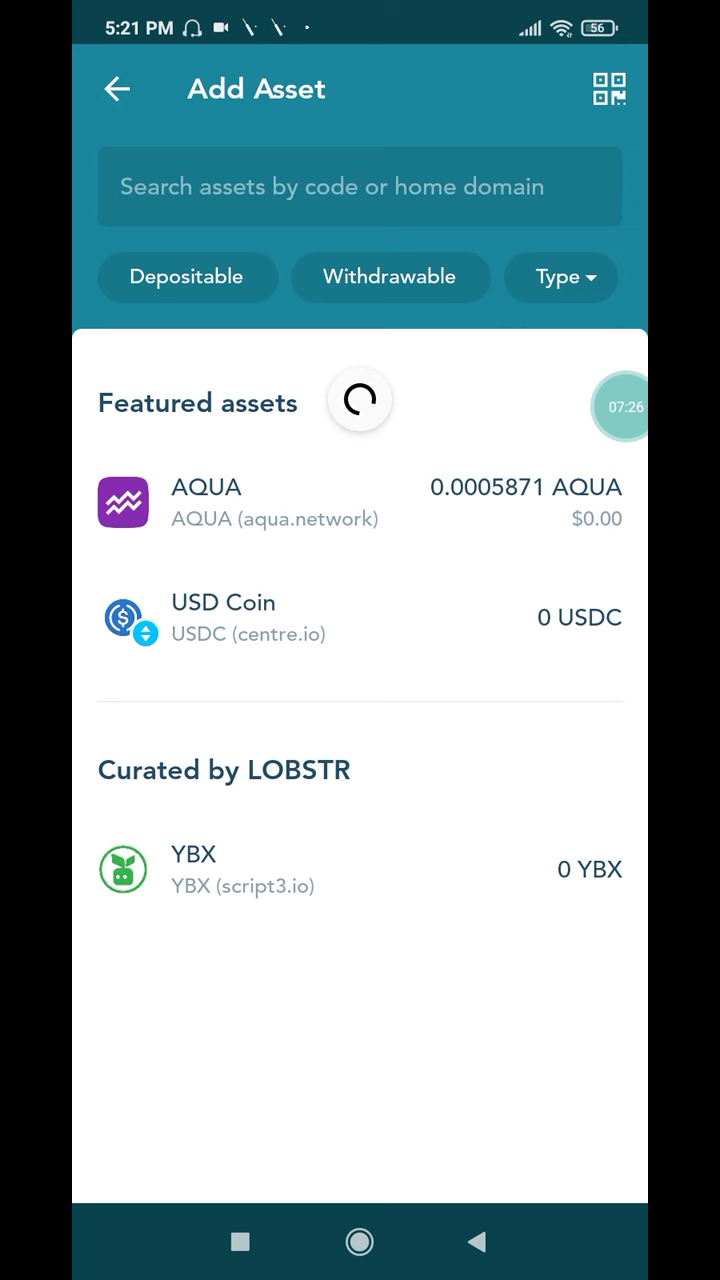 5:21 PM
56
Add Asset
Search assets by code or home domain
Depositable Withdrawable Type
Featured assets
07:26
AQUA 0.0005871 AQUA
AQUA (aqua.network) $0.00
USD Coin 0 USDC
USDC (centre.io)
Curated by LOBSTR
YBX 0 YBX
YBX (script3.io)